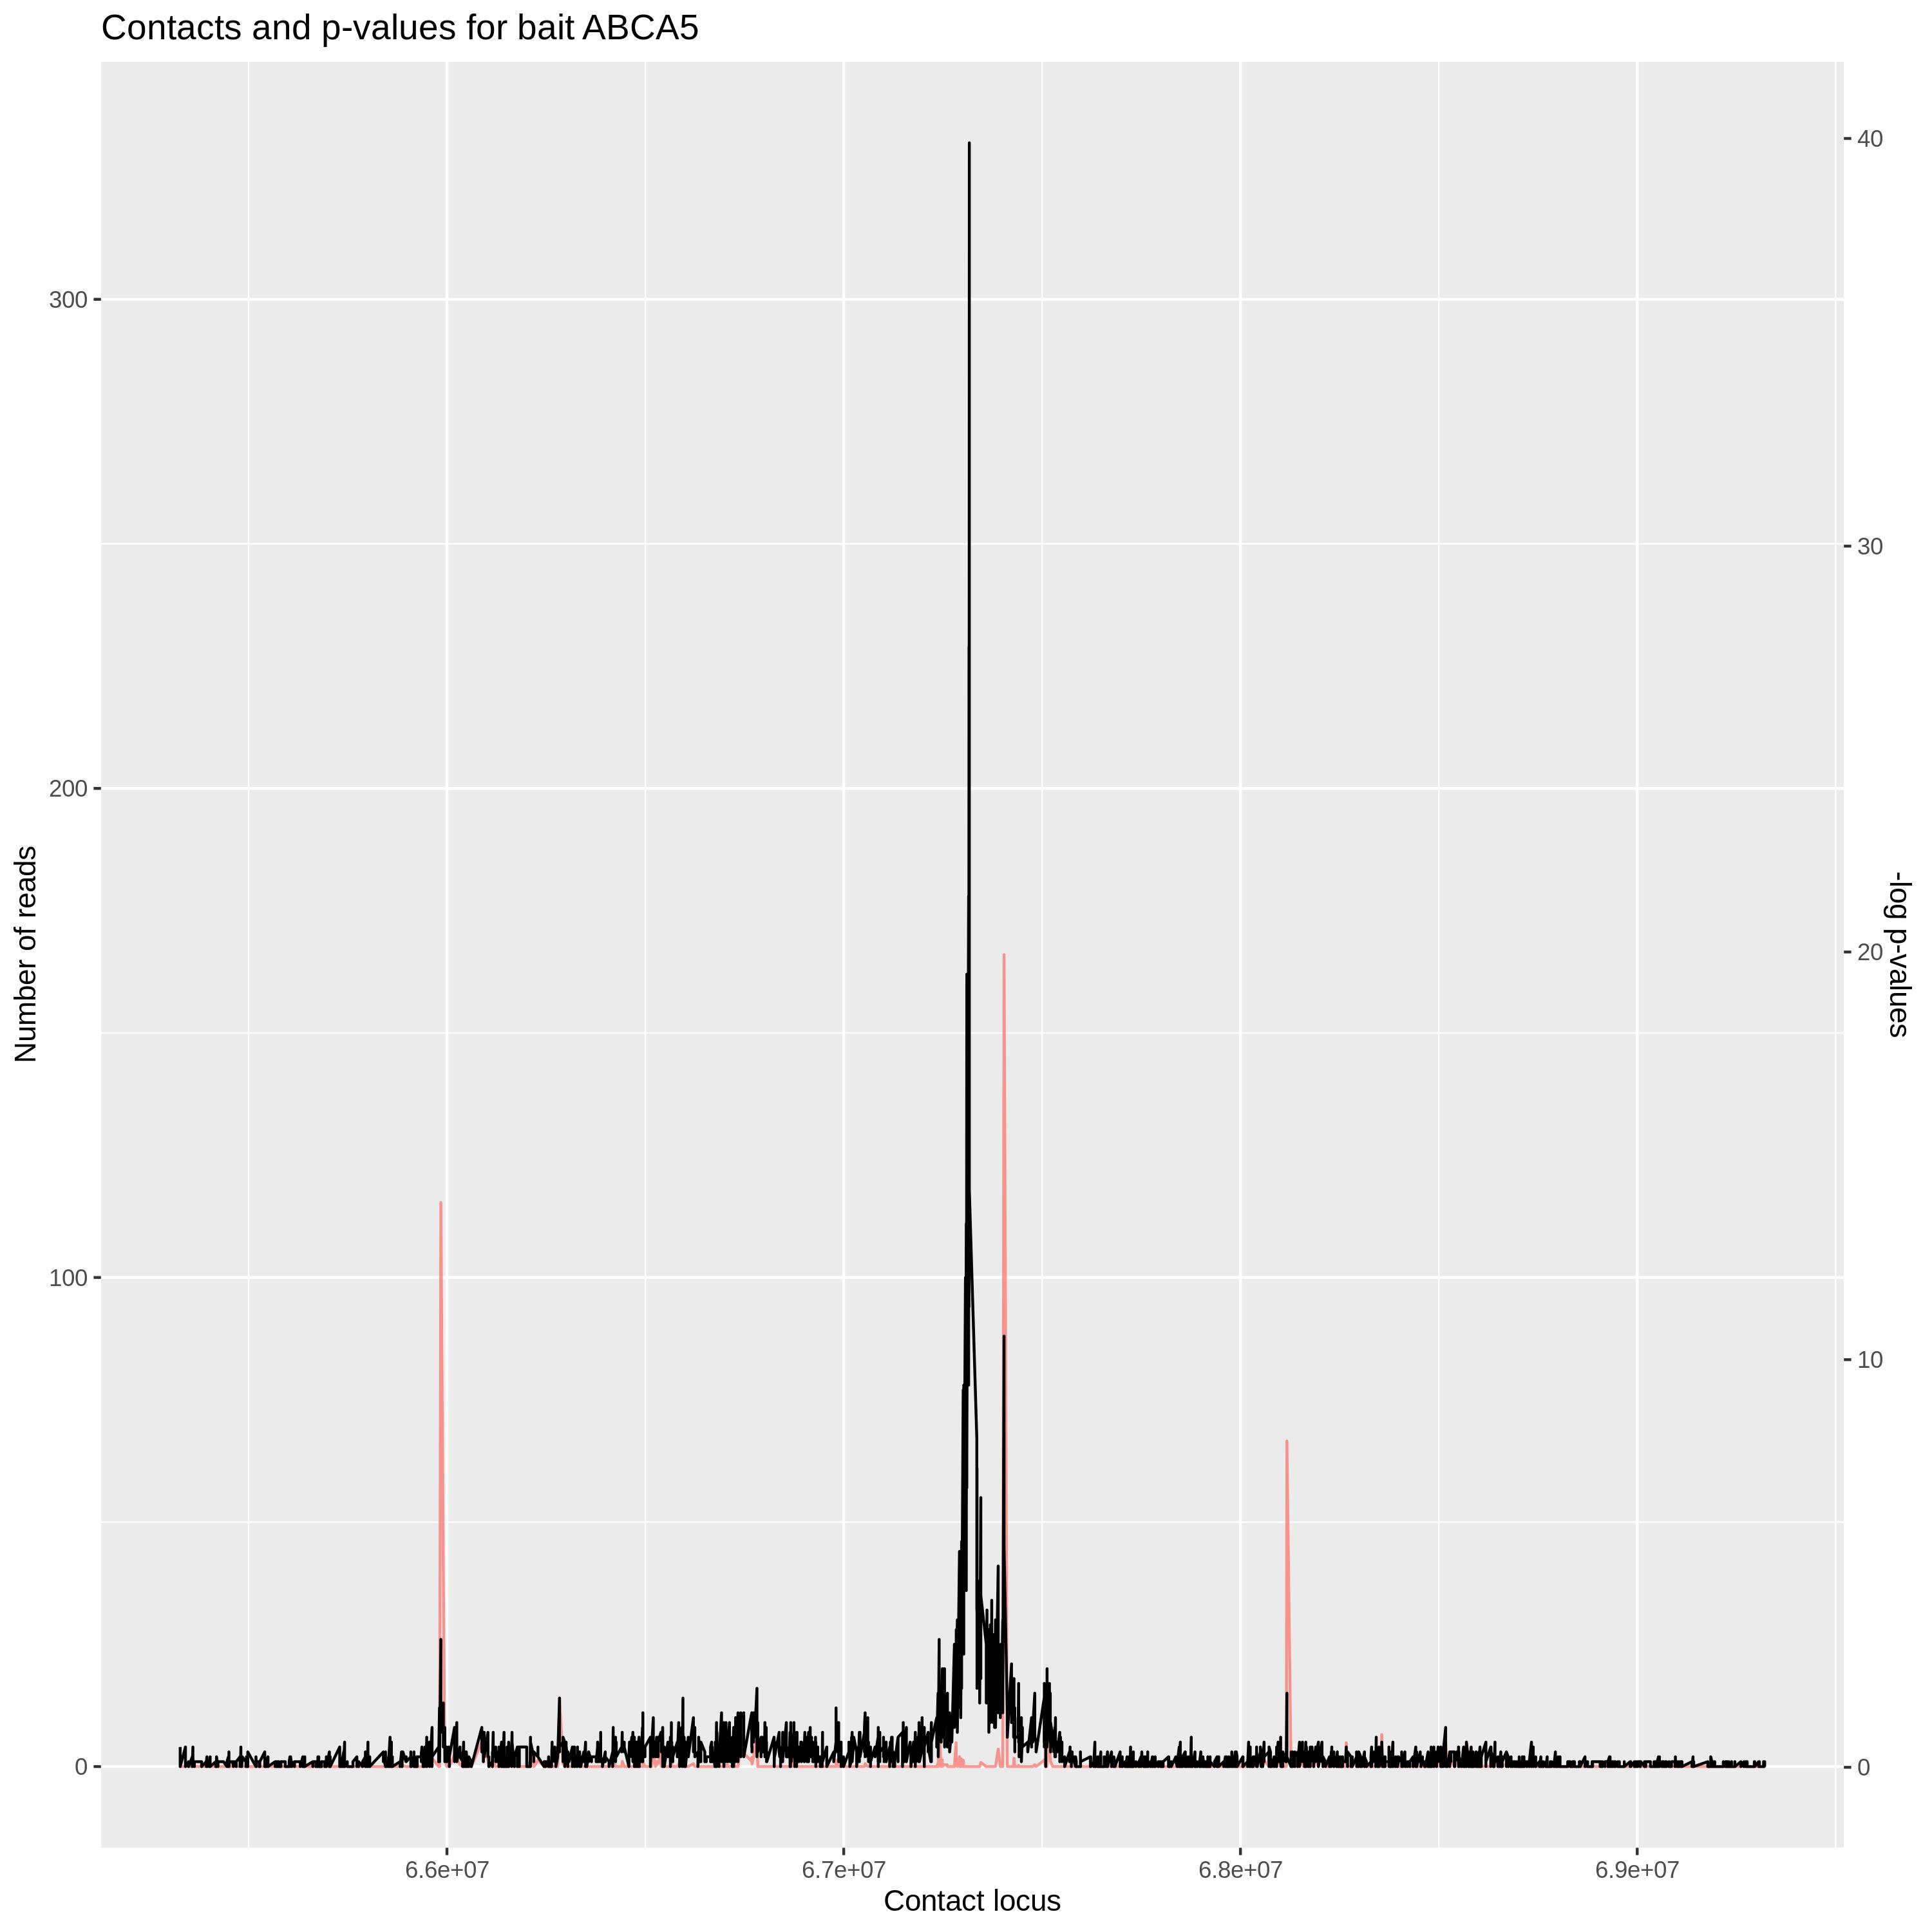 Contacts and p-values for bait ABCA5
300
200
100
0
40
30
20
10
0
Number of reads
-log p-values
6.6e+07 6.7e+07 6.8e+07 6.9e+07
Contact locus